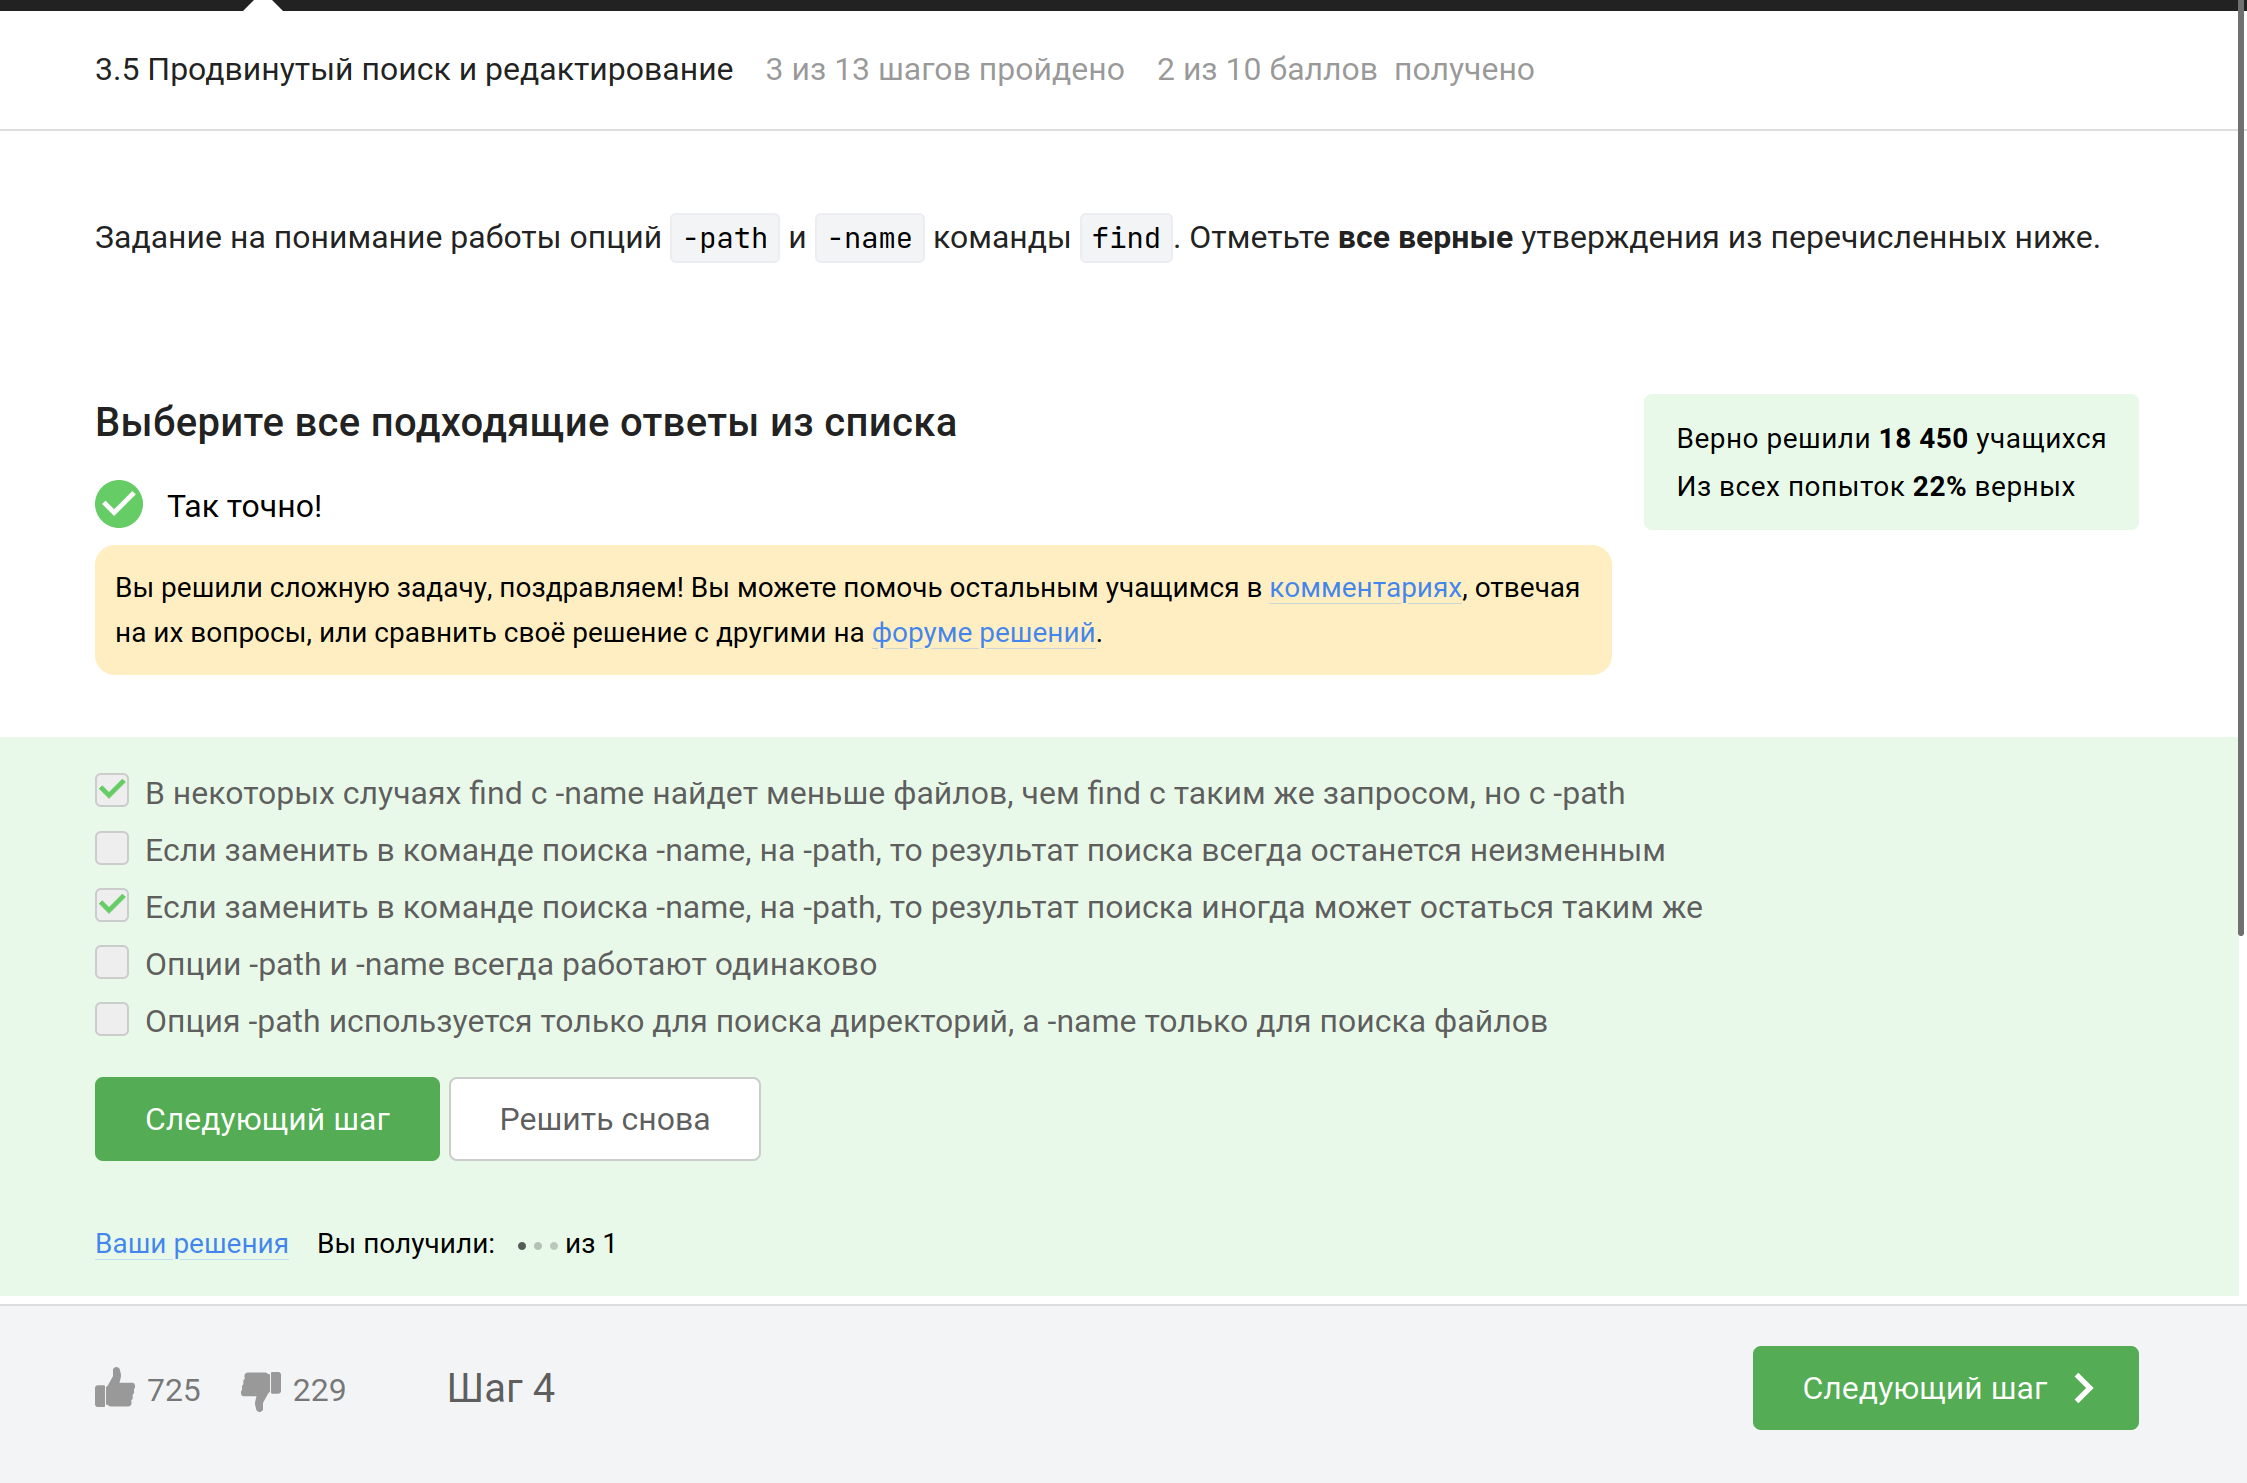 3.5 Продвинутый поиск и редактирование 3 из 13 шагов пройдено 2 из 10 баллов получено
Задание на понимание работы опций -path и -name команды find. Отметьте все верные утверждения из перечисленных ниже.
Выберите все подходящие ответы из списка
Так точно!
Вы решили сложную задачу, поздравляем! Вы можете помочь остальным учащимся в комментариях, отвечая
на их вопросы, или сравнить своё решение с другими на форуме решений.
Верно решили 18 450 учащихся
Из всех попыток 22% верных
В некоторых случаях find с -name найдет меньше файлов, чем find с таким же запросом, но с -path
Если заменить в команде поиска -name, на -path, то результат поиска всегда останется неизменным
Если заменить в команде поиска -name, на -path, то результат поиска иногда может остаться таким же
Опции -path и -name всегда работают одинаково
Опция -path используется только для поиска директорий, а -name только для поиска файлов
Следующий шаг Решить снова
Ваши решения Вы получили: из 1
725 229 Шаг 4 Следующий шаг